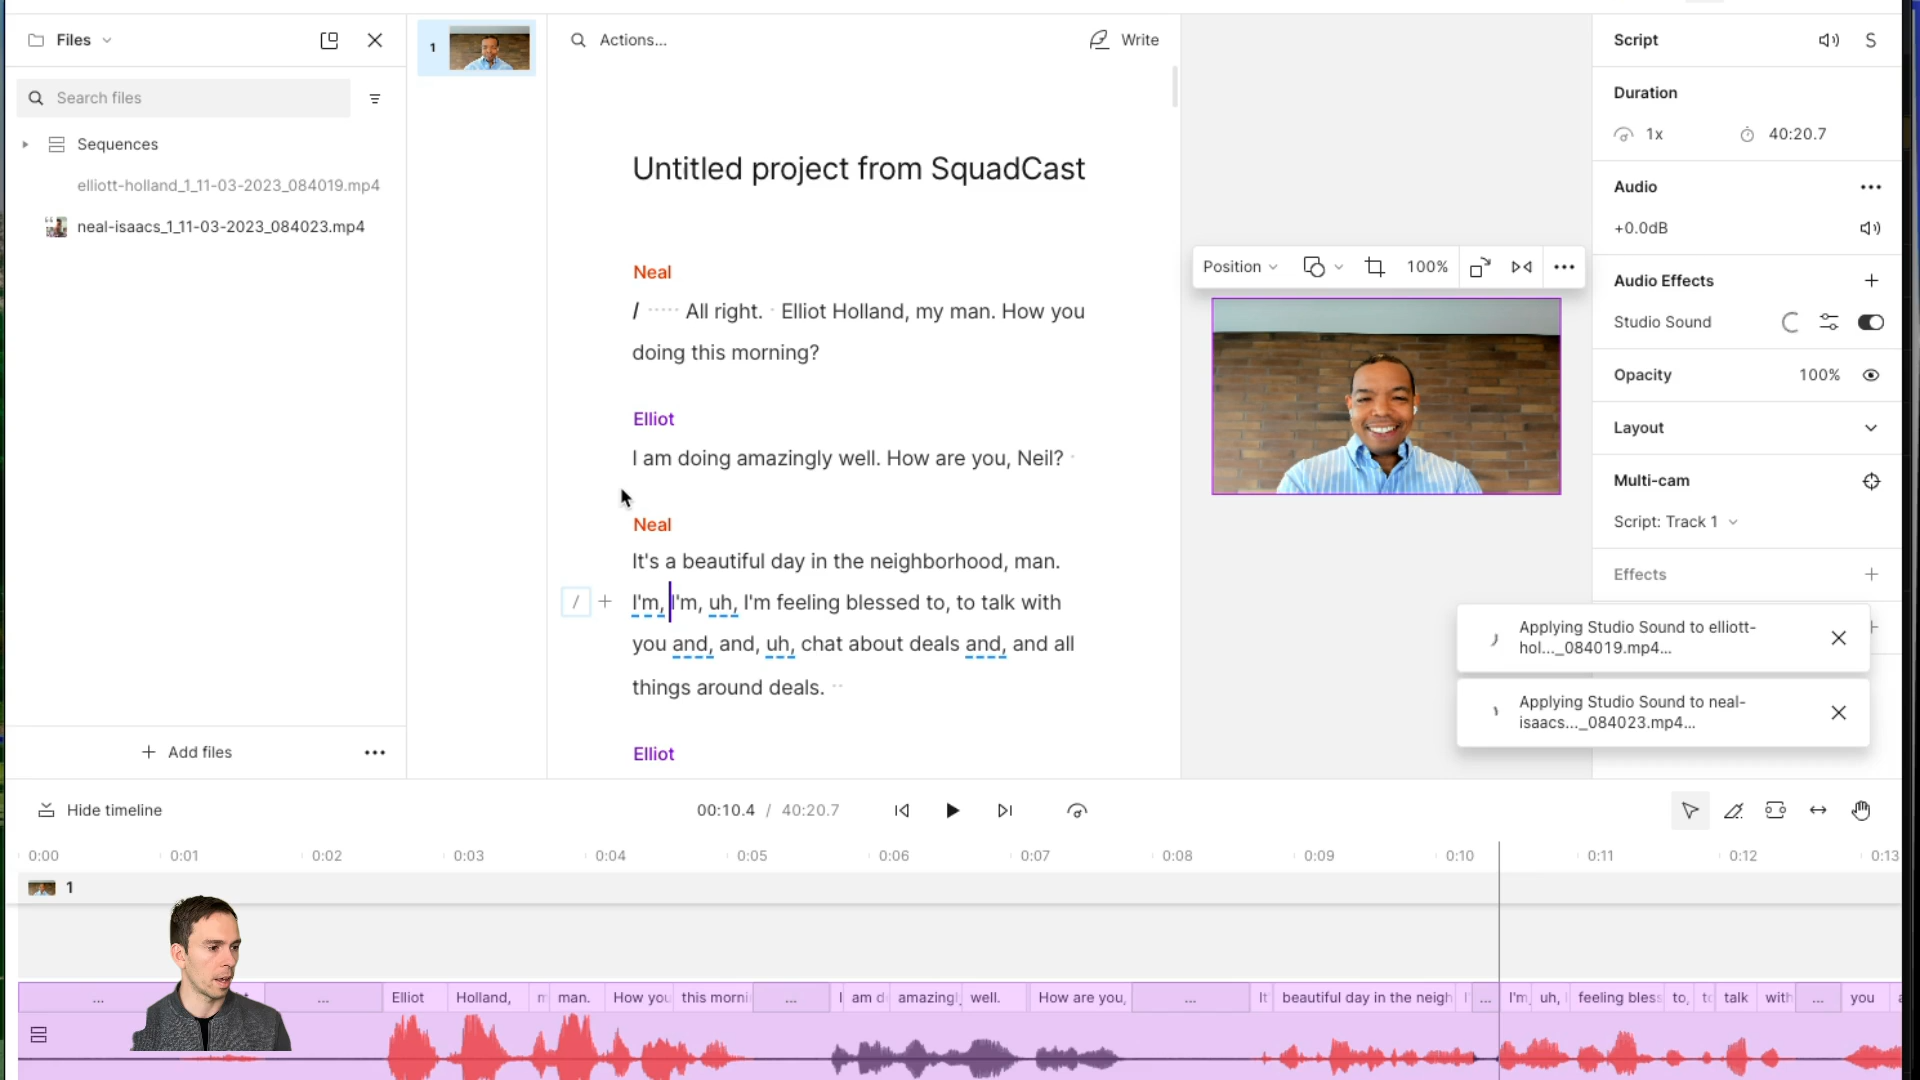 Files
Search files
Sequences
elliott-holland_1_11-03-2023_084019.mp4
neal-isaacs_1_11-03-2023_084023.mp4
+ Add files
1
Actions...
Write
Untitled project from SquadCast
Neal
/ ····· All right. · Elliot Holland, my man. How you
doing this morning?
Elliot
I am doing amazingly well. How are you, Neil? ·
Neal
It's a beautiful day in the neighborhood, man.
/ + I'm, I'm, uh, I'm feeling blessed to, to talk with
you and, and, uh, chat about deals and, and all
things around deals. ··
Elliot
Position
100%
Script
S
Duration
1x
40:20.7
Audio
+0.0dB
Audio Effects
Studio Sound
Opacity
100%
Layout
Multi-cam
Script: Track 1
Effects
Applying Studio Sound to elliott-
hol..._084019.mp4...
Applying Studio Sound to neal-
isaacs..._084023.mp4...
Hide timeline
00:10.4 / 40:20.7
0:00 0:01 0:02 0:03 0:04 0:05 0:06 0:07 0:08 0:09 0:10 0:11 0:12 0:13
1
... ... Elliot Holland, man. How you this morni ... I am d amazingl well. How are you, ... It beautiful day in the neigh ... I'm, uh, feeling bles to, talk with ... you